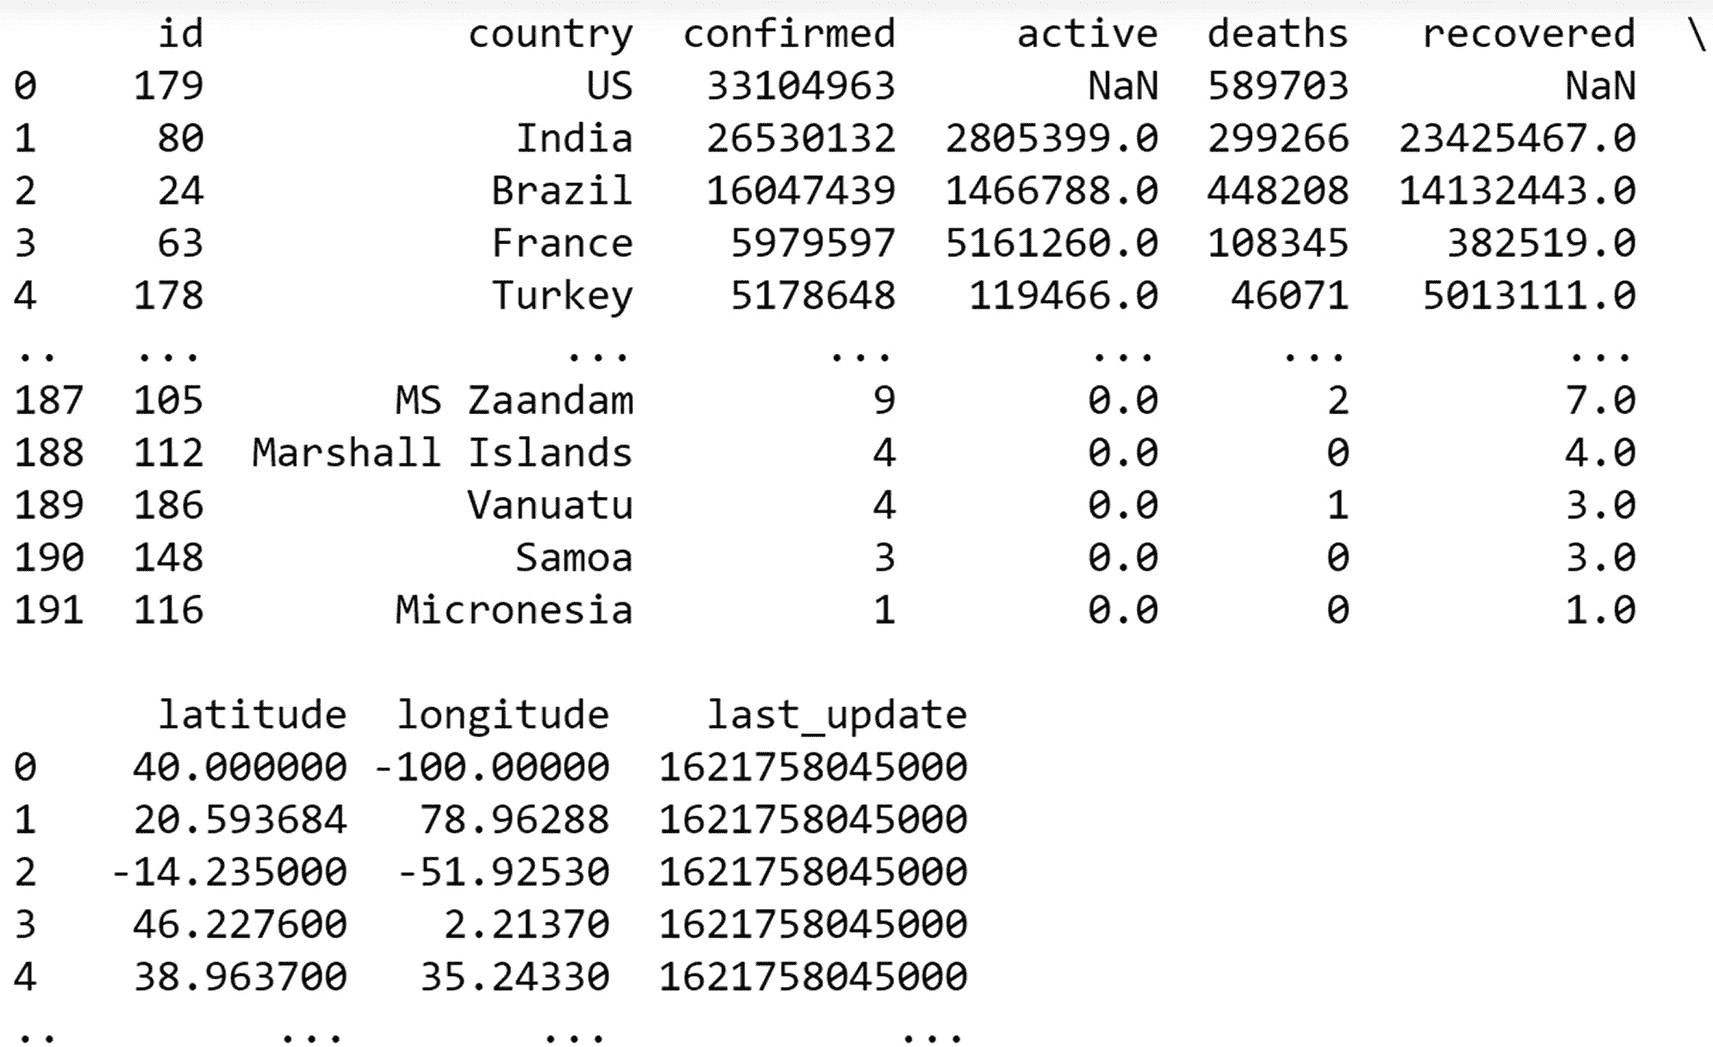 id country confirmed active deaths recovered \
0 179 US 33104963 NaN 589703 NaN
1 80 India 26530132 2805399.0 299266 23425467.0
2 24 Brazil 16047439 1466788.0 448208 14132443.0
3 63 France 5979597 5161260.0 108345 382519.0
4 178 Turkey 5178648 119466.0 46071 5013111.0
.. ... ... ... ... ... ...
187 105 MS Zaandam 9 0.0 2 7.0
188 112 Marshall Islands 4 0.0 0 4.0
189 186 Vanuatu 4 0.0 1 3.0
190 148 Samoa 3 0.0 0 3.0
191 116 Micronesia 1 0.0 0 1.0
latitude longitude last_update
0 40.000000 -100.00000 1621758045000
1 20.593684 78.96288 1621758045000
2 -14.235000 -51.92530 1621758045000
3 46.227600 2.21370 1621758045000
4 38.963700 35.24330 1621758045000
.. ... ... ...